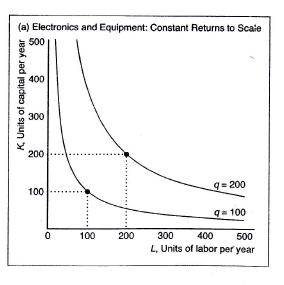 (a) Electronics and Equipment: Constant Returns to Scale
K, Units of capital per year
500
400
300
200
100
q = 200
q = 100
0 100 200 300 400 500
L, Units of labor per year